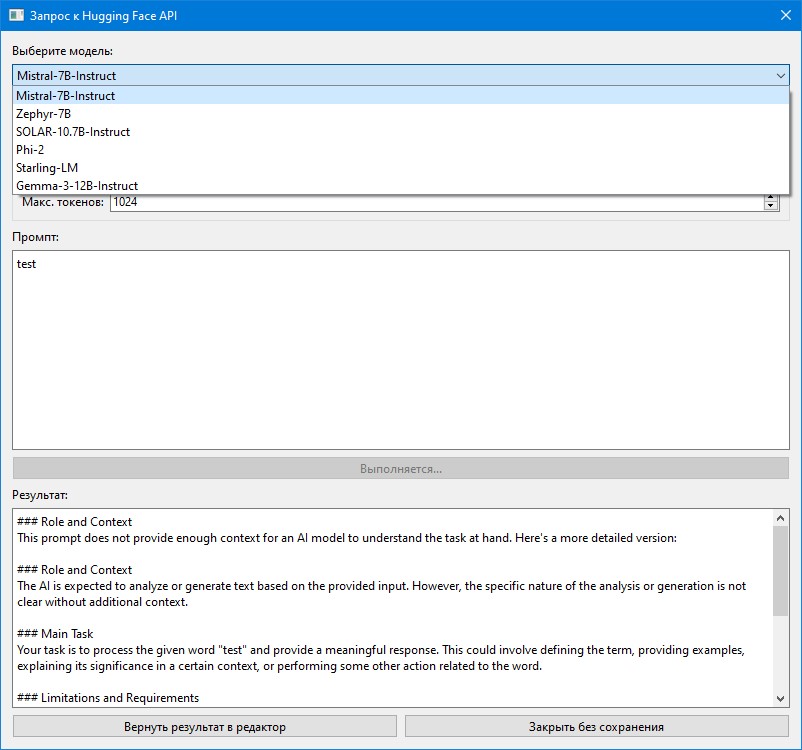 Запрос к Hugging Face API
Выберите модель:
Mistral-7B-Instruct
Mistral-7B-Instruct
Zephyr-7B
SOLAR-10.7B-Instruct
Phi-2
Starling-LM
Gemma-3-12B-Instruct
Макс. токенов: 1024
Промпт:
test
Выполняется...
Результат:
### Role and Context
This prompt does not provide enough context for an AI model to understand the task at hand. Here's a more detailed version:
### Role and Context
The AI is expected to analyze or generate text based on the provided input. However, the specific nature of the analysis or generation is not
clear without additional context.
### Main Task
Your task is to process the given word "test" and provide a meaningful response. This could involve defining the term, providing examples,
explaining its significance in a certain context, or performing some other action related to the word.
### Limitations and Requirements
Вернуть результат в редактор
Закрыть без сохранения